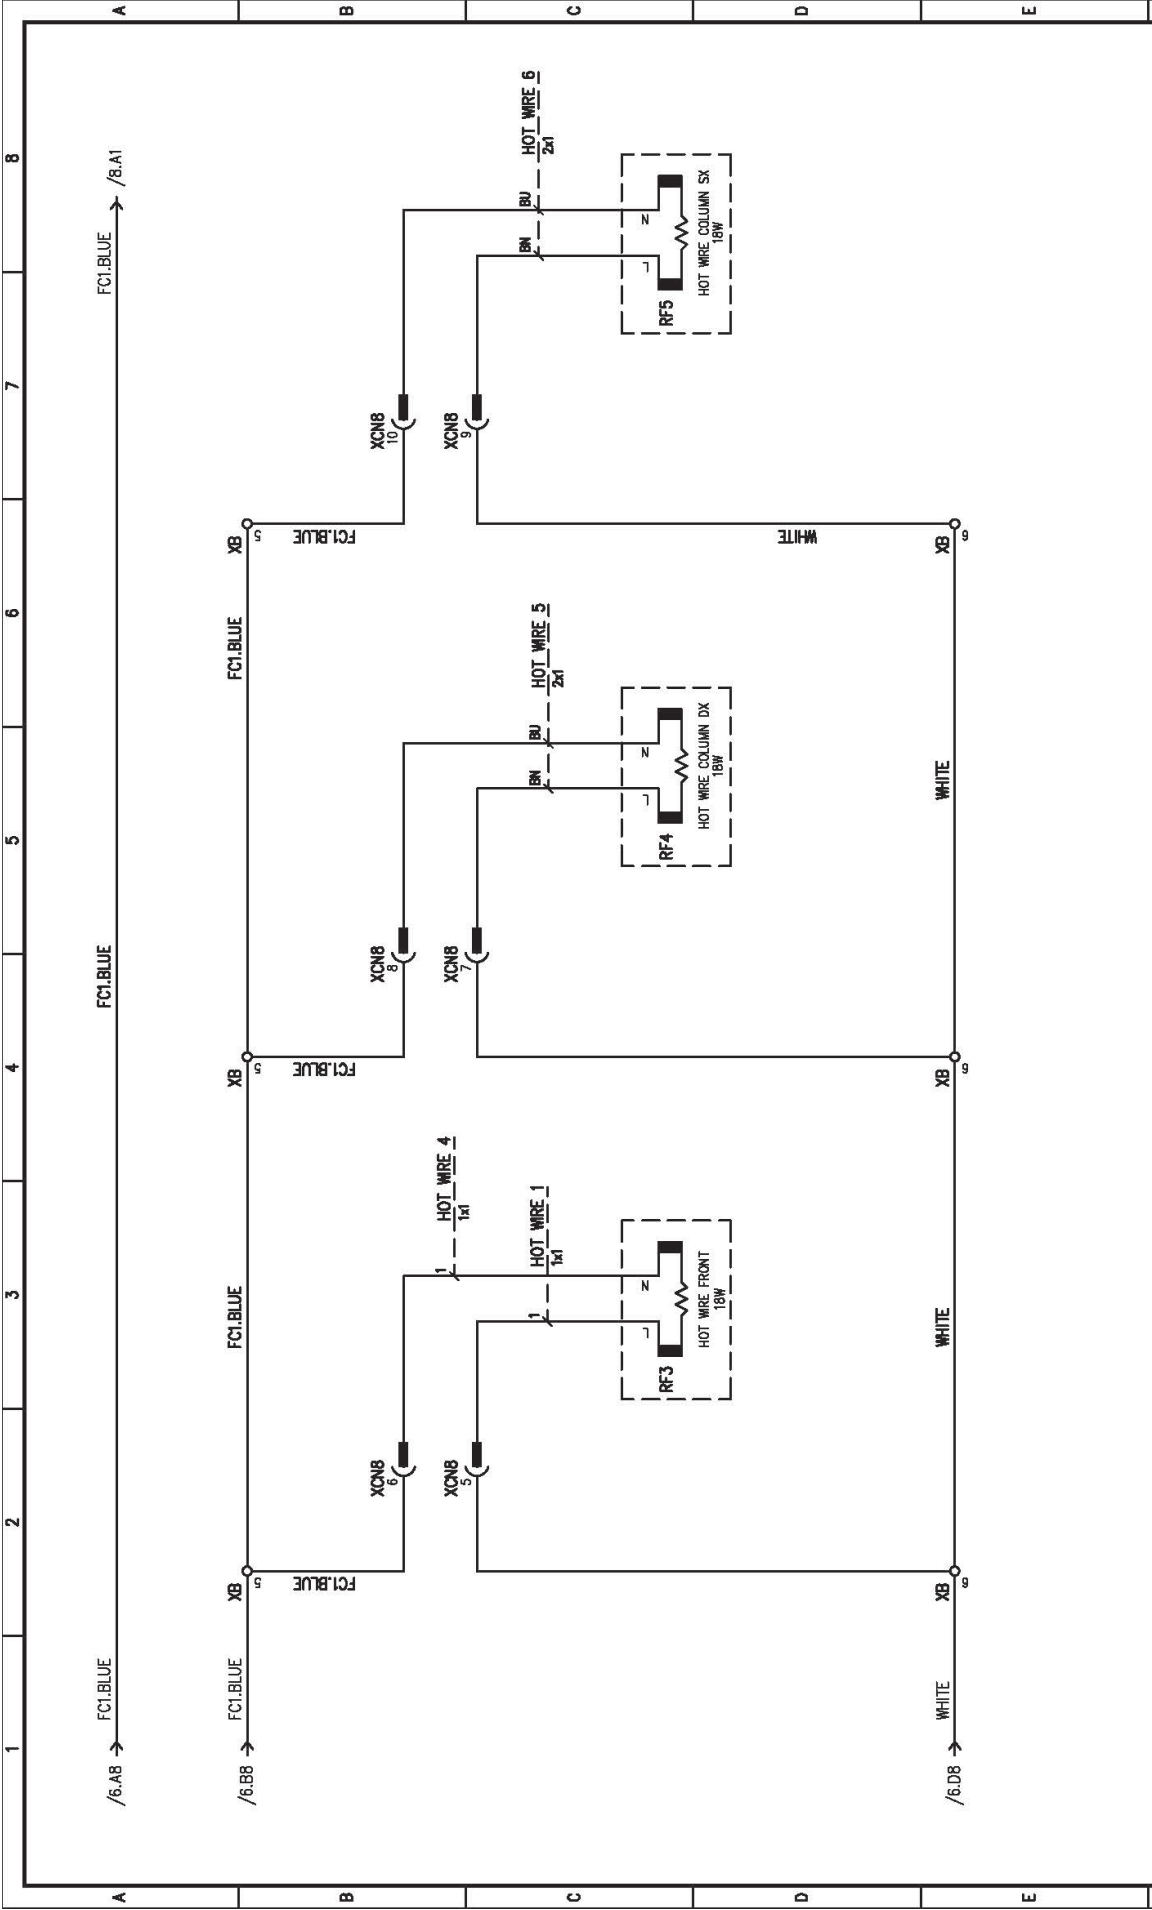 1
2
3
4
5
6
7
8
A
A
/6.A8
FC1.BLUE
FC1.BLUE
FC1.BLUE
/8.A1
B
B
/6.B8
FC1.BLUE
XB
5
FC1.BLUE
XB
5
FC1.BLUE
XB
5
FC1.BLUE
FC1.BLUE
FC1.BLUE
XCN8
6
XCN8
8
XCN8
10
HOT WIRE 4
1x1
1
C
C
XCN8
5
XCN8
7
XCN8
9
HOT WIRE 1
1x1
1
HOT WIRE 5
2x1
BN
BU
HOT WIRE 6
2x1
BN
BU
RF3
L
N
HOT WIRE FRONT
18W
RF4
L
N
HOT WIRE COLUMN DX
18W
RF5
L
N
HOT WIRE COLUMN SX
18W
D
D
WHITE
/6.D8
WHITE
XB
6
WHITE
XB
6
WHITE
XB
6
E
E